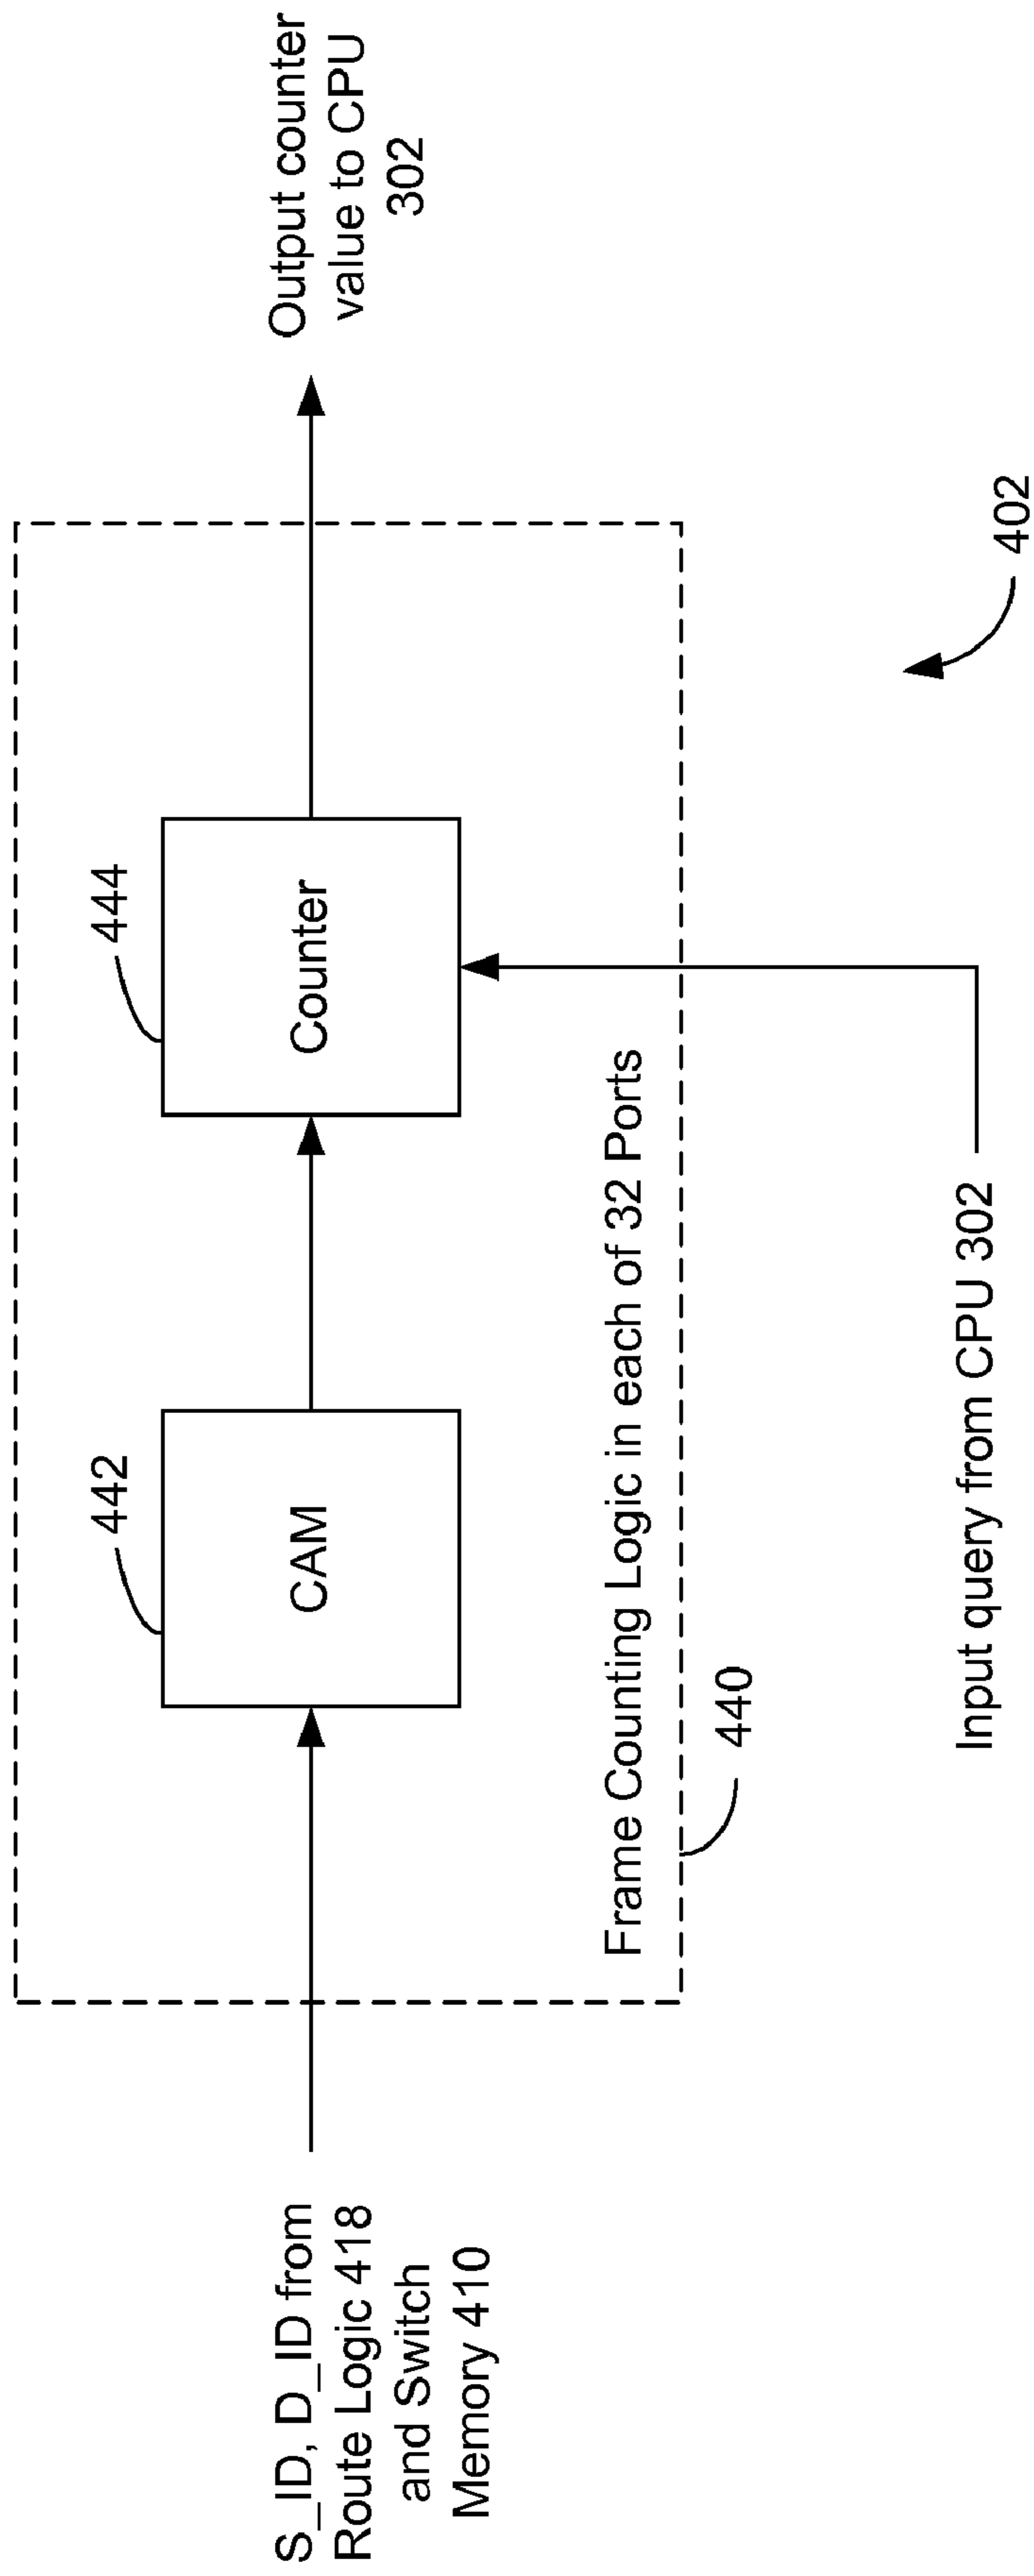 S_ID, D_ID from
Route Logic 418
and Switch
Memory 410
442
CAM
444
Counter
Output counter
value to CPU
302
Frame Counting Logic in each of 32 Ports
440
Input query from CPU 302
402